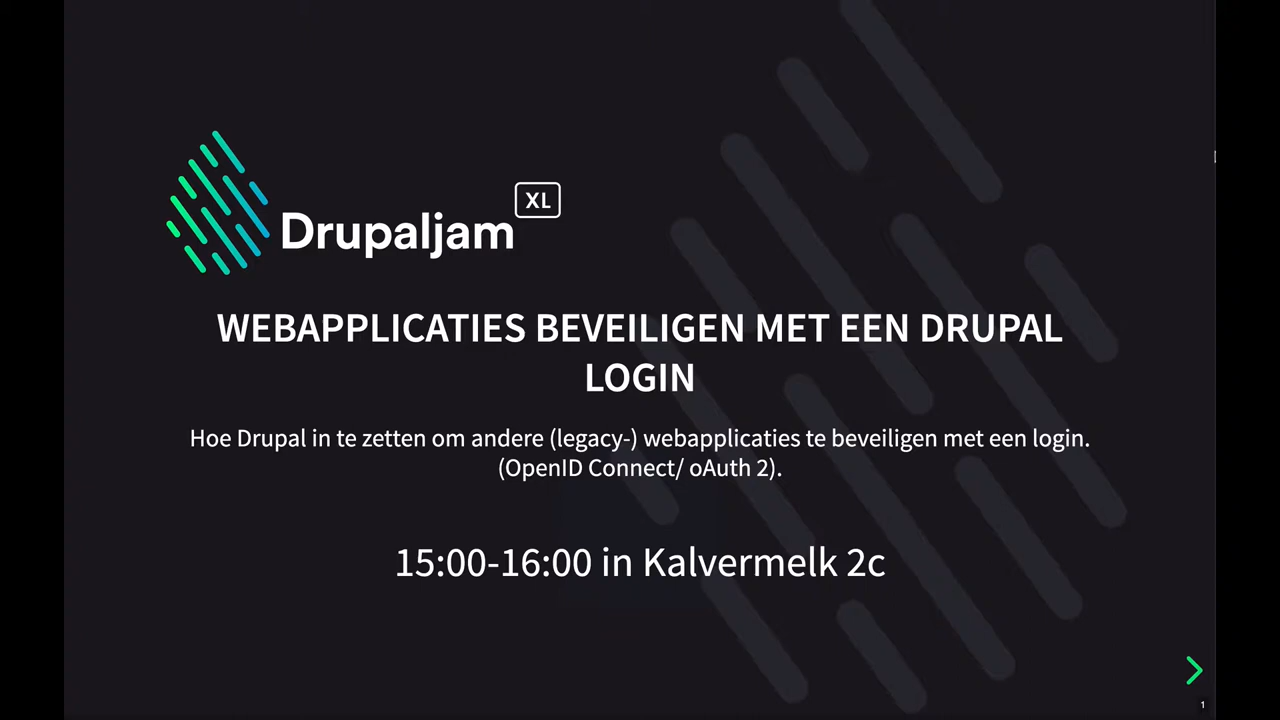 Drupaljam XL
WEBAPPLICATIES BEVEILIGEN MET EEN DRUPAL
LOGIN
Hoe Drupal in te zetten om andere (legacy-) webapplicaties te beveiligen met een login.
(OpenID Connect/ oAuth 2).
15:00-16:00 in Kalvermelk 2c
1